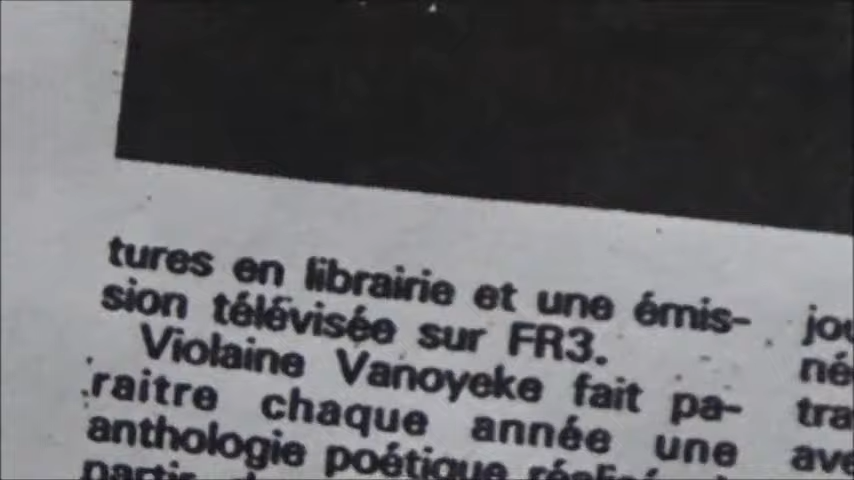 tures en librairie et une émis-
sion télévisée sur FR3.
Violaine Vanoyeke fait pa-
raitre chaque année une
anthologie poétique
partir